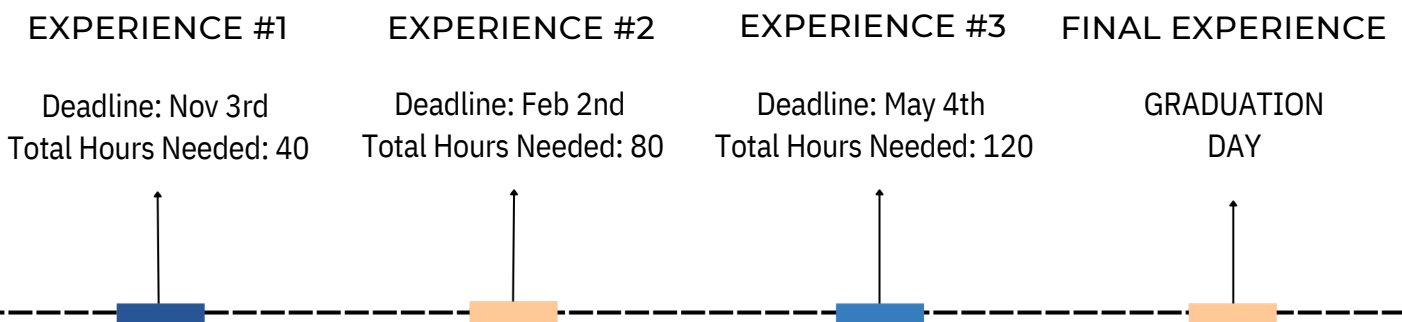 EXPERIENCE #1
Deadline: Nov 3rd
Total Hours Needed: 40
EXPERIENCE #2
Deadline: Feb 2nd
Total Hours Needed: 80
EXPERIENCE #3
Deadline: May 4th
Total Hours Needed: 120
FINAL EXPERIENCE
GRADUATION
DAY